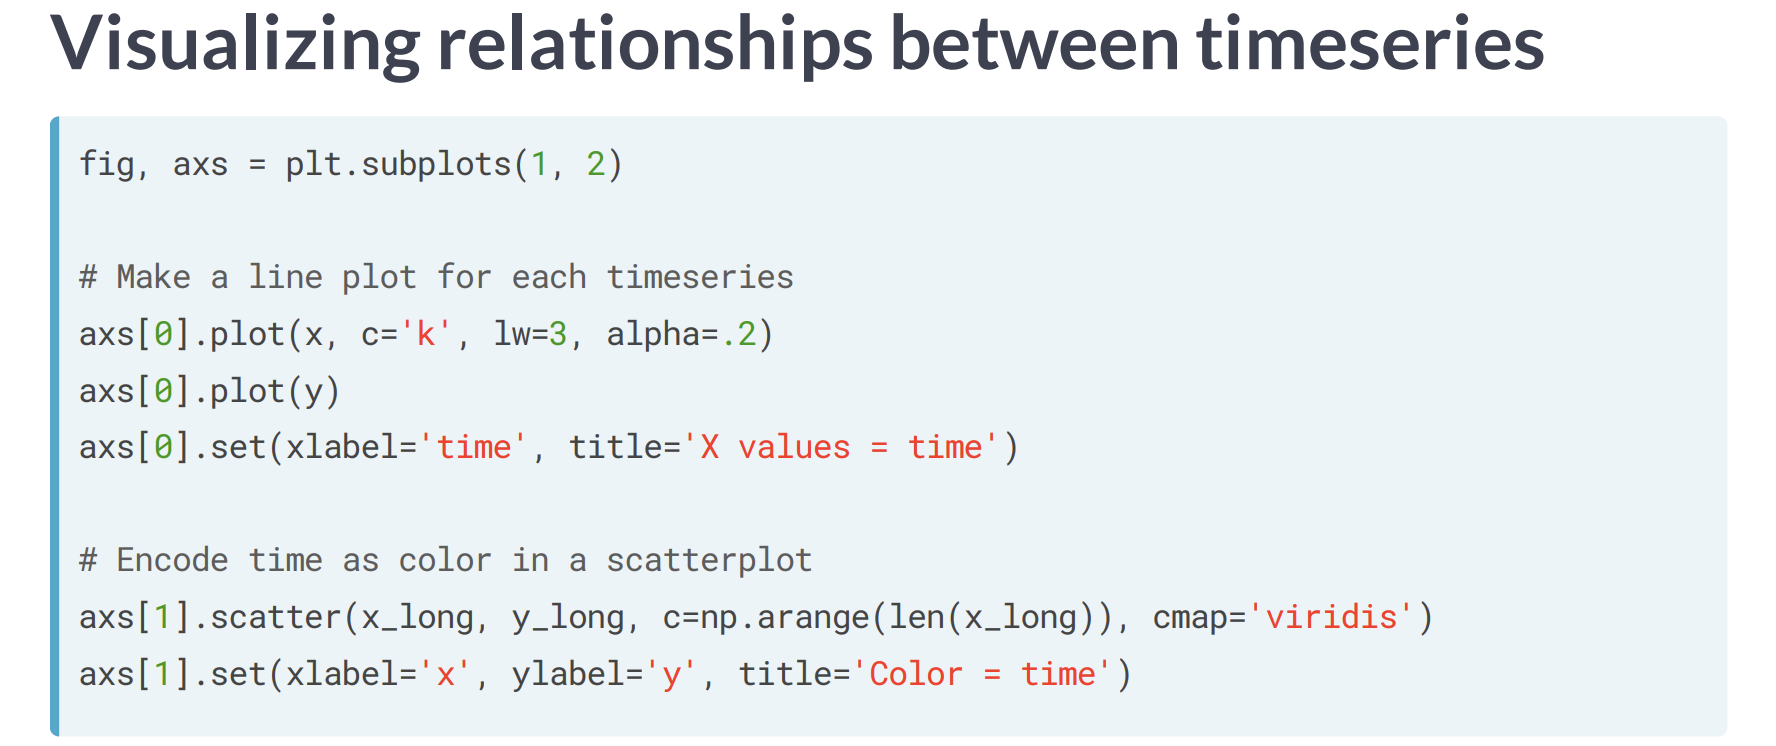 Visualizing relationships between timeseries
fig, axs = plt.subplots(1, 2)
# Make a line plot for each timeseries
axs[0].plot(x, c='k', lw=3, alpha=.2)
axs[0].plot(y)
axs[0].set(xlabel='time', title='X values = time')
# Encode time as color in a scatterplot
axs[1].scatter(x_long, y_long, c=np.arange(len(x_long)), cmap='viridis')
axs[1].set(xlabel='x', ylabel='y', title='Color = time')